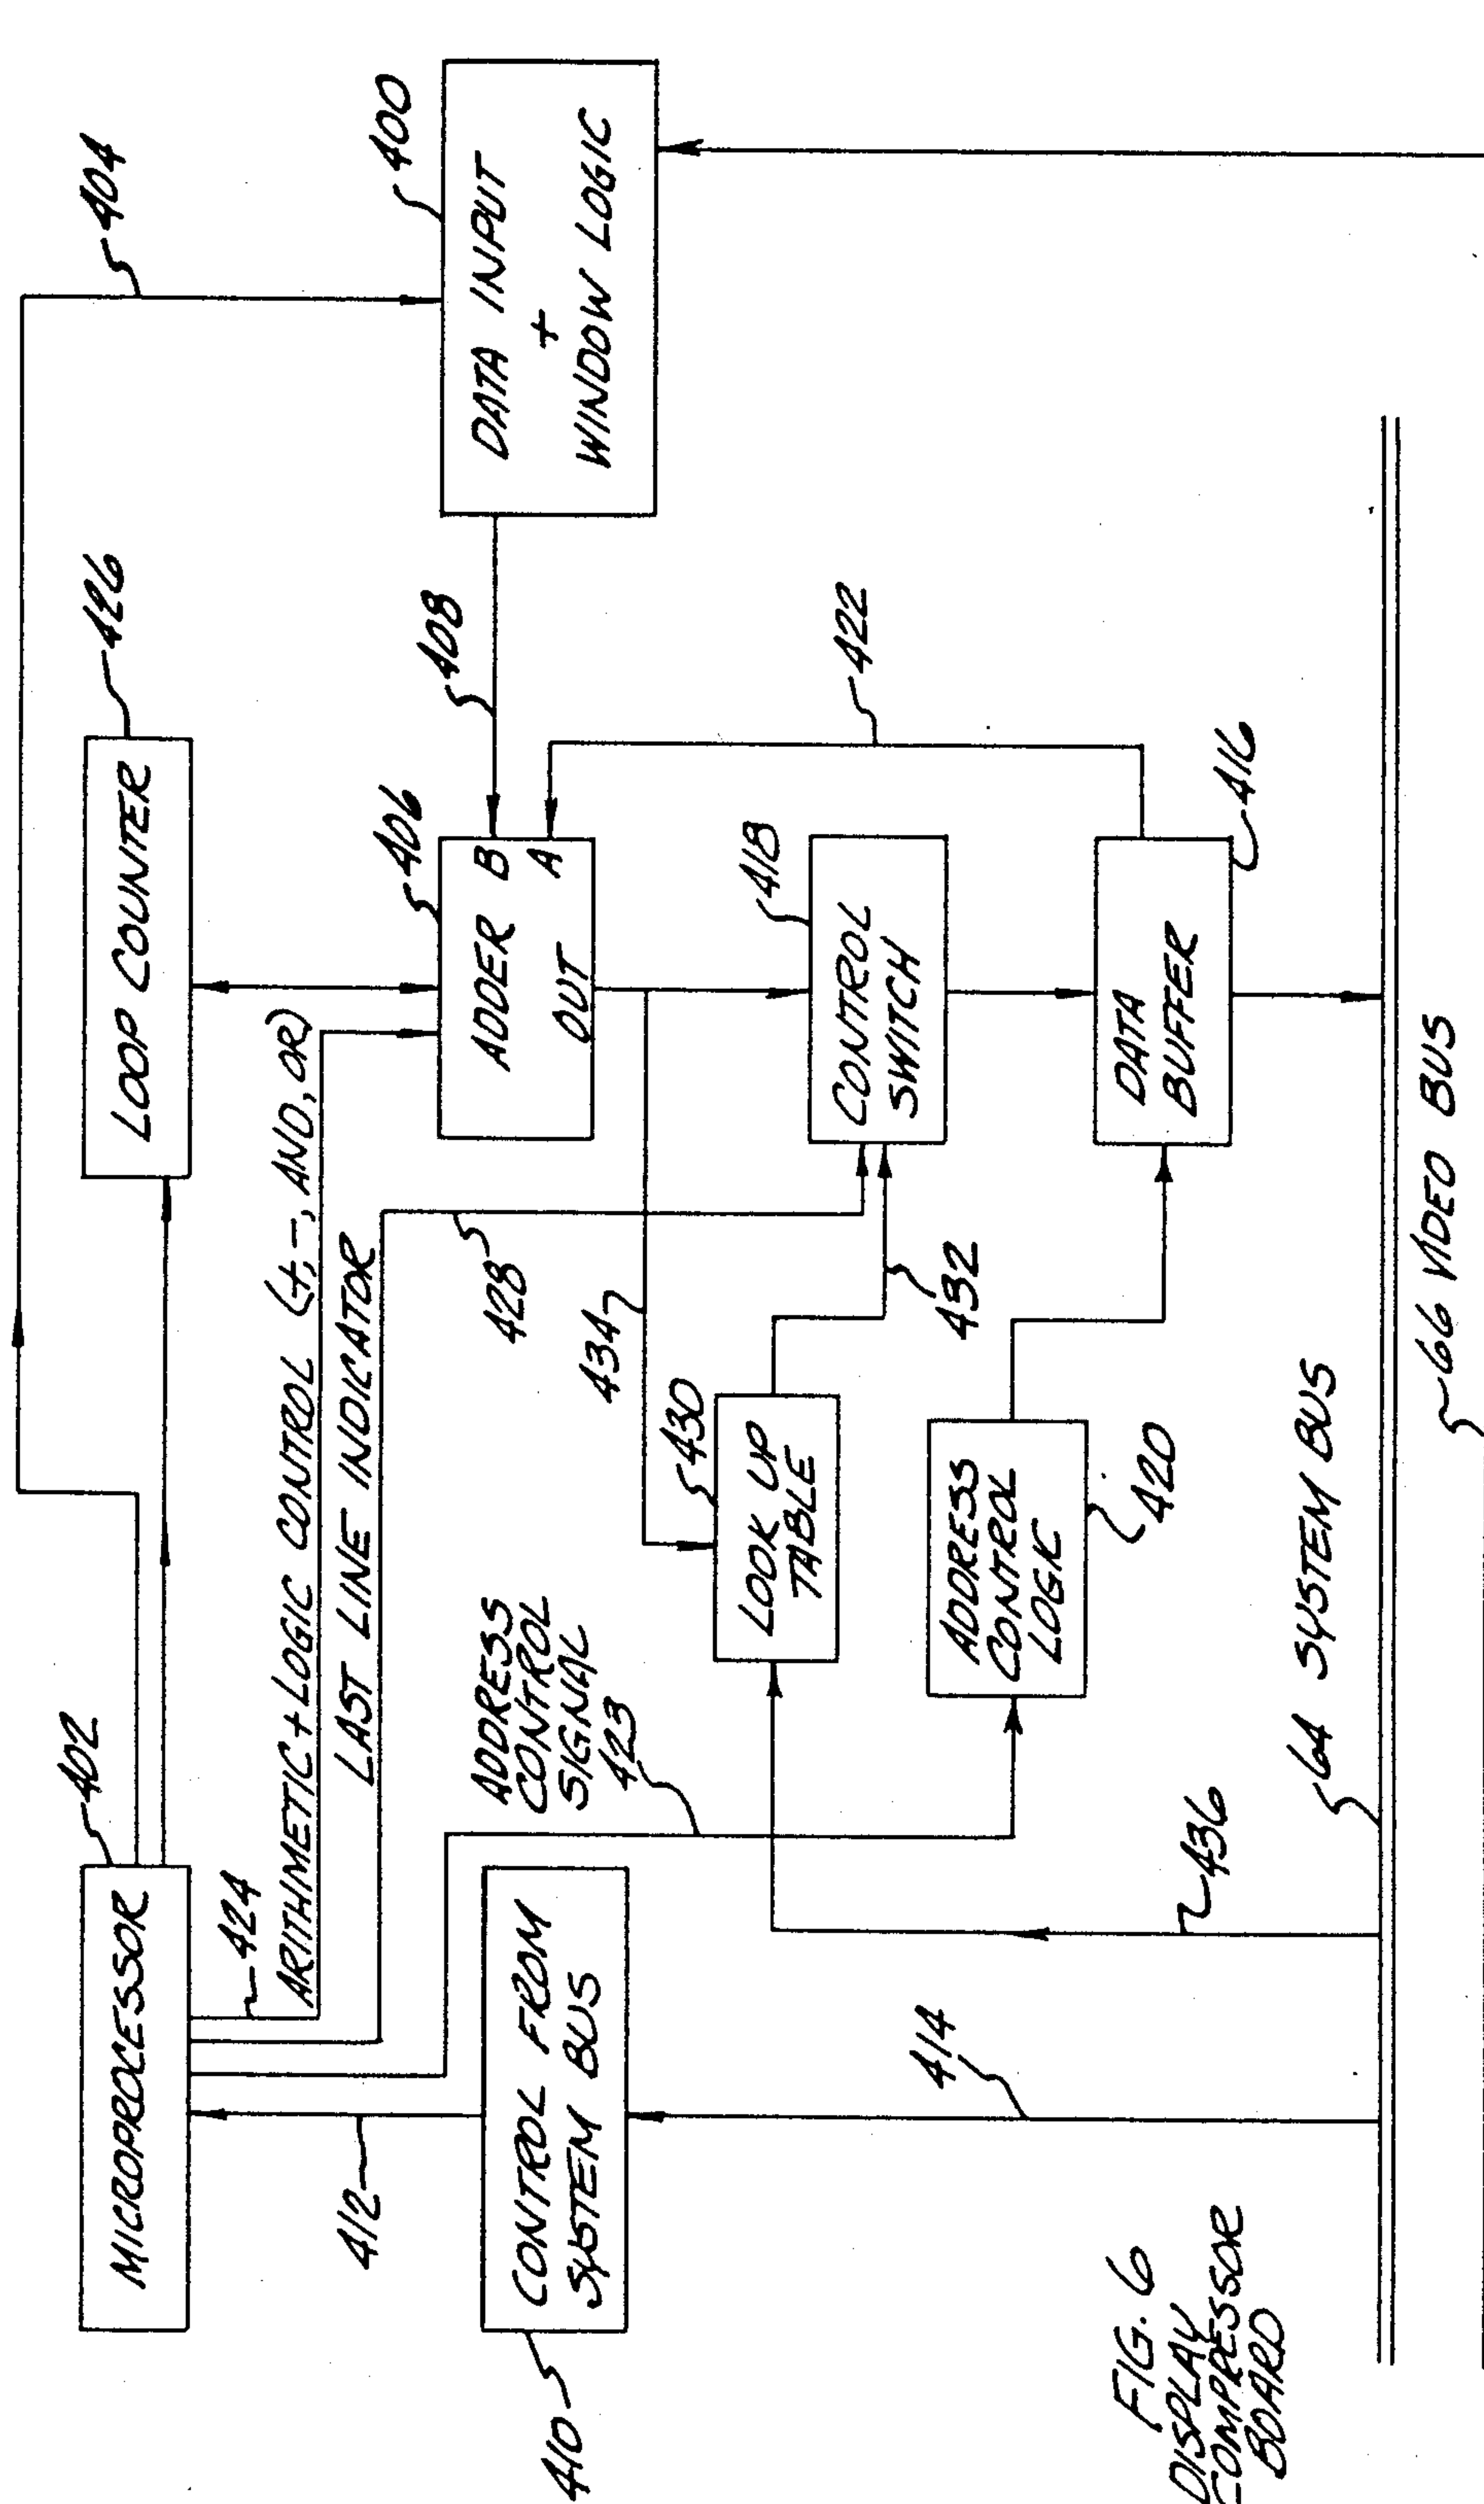 404
400
DATA INPUT
+
WINDOW LOGIC
426
LOOP COUNTER
408
422
406
ADDER B
A
OUT
418
CONTROL
SWITCH
416
DATA
BUFFER
402
MICROPROCESSOR
424
ARITHMETIC + LOGIC CONTROL (+, -, AND, OR)
LAST LINE INDICATOR
428
434
432
430
LOOK UP
TABLE
ADDRESS
CONTROL
SIGNAL
423
ADDRESS
CONTROL
LOGIC
420
412
CONTROL FROM
SYSTEM BUS
410
414
436
64 SYSTEM BUS
66 VIDEO BUS
FIG. 6
DISPLAY
COMPRESSOR
BOARD